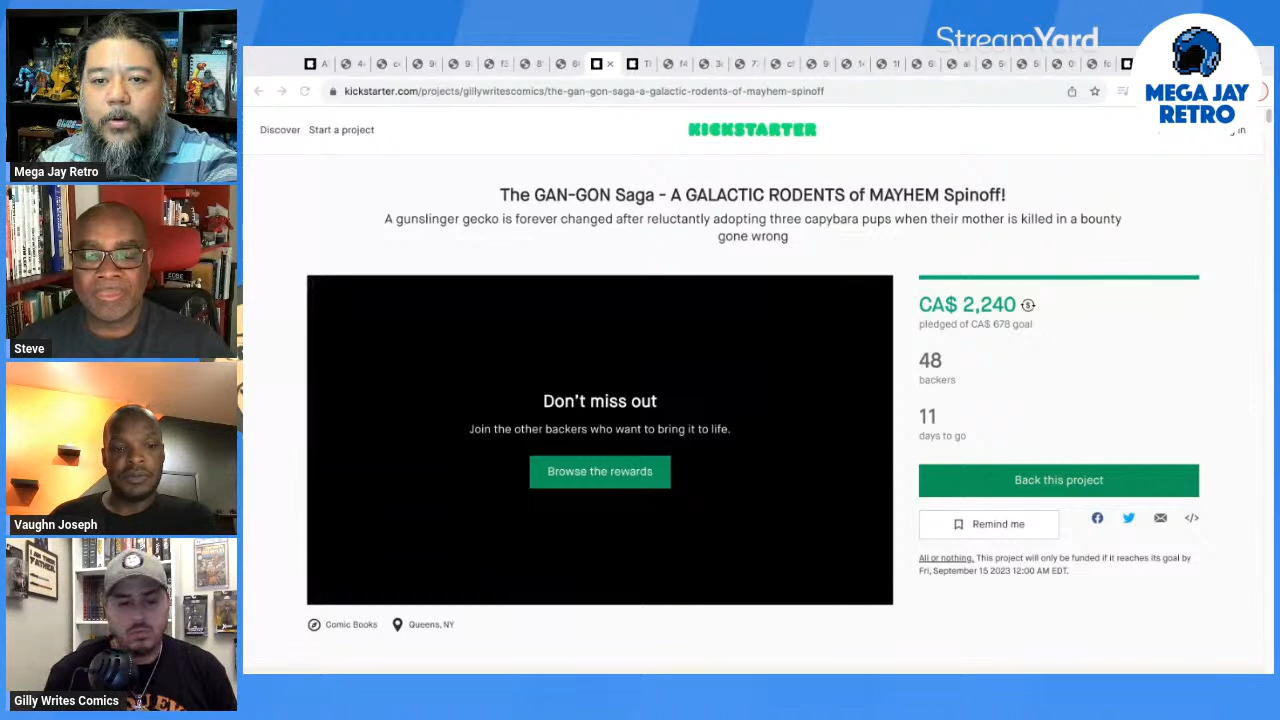 StreamYard
MEGA JAY
RETRO
kickstarter.com/projects/gillywritescomics/the-gan-gon-saga-a-galactic-rodents-of-mayhem-spinoff
Discover Start a project
KICKSTARTER
The GAN-GON Saga - A GALACTIC RODENTS of MAYHEM Spinoff!
A gunslinger gecko is forever changed after reluctantly adopting three capybara pups when their mother is killed in a bounty
gone wrong
Don't miss out
Join the other backers who want to bring it to life.
Browse the rewards
CA$ 2,240
pledged of CA$ 678 goal
48
backers
11
days to go
Back this project
Remind me
All or nothing. This project will only be funded if it reaches its goal by
Fri, September 15 2023 12:00 AM EDT.
Comic Books Queens, NY
Mega Jay Retro
Steve
Vaughn Joseph
I AM YOUR
FATHER
Gilly Writes Comics